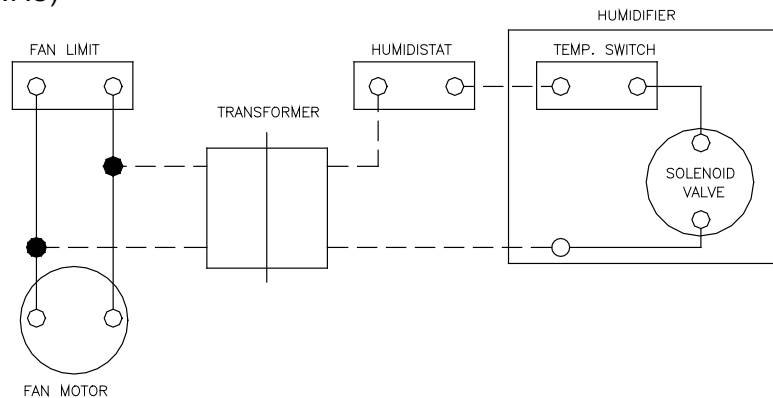 HUMIDIFIER
FAN LIMIT
HUMIDISTAT
TEMP. SWITCH
TRANSFORMER
SOLENOID
VALVE
FAN MOTOR